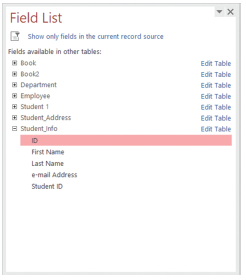 Field List
Show only fields in the current record source
Fields available in other tables:
Book Edit Table
Book2 Edit Table
Department Edit Table
Employee Edit Table
Student 1 Edit Table
Student_Address Edit Table
Student_Info Edit Table
ID
First Name
Last Name
e-mail Address
Student ID